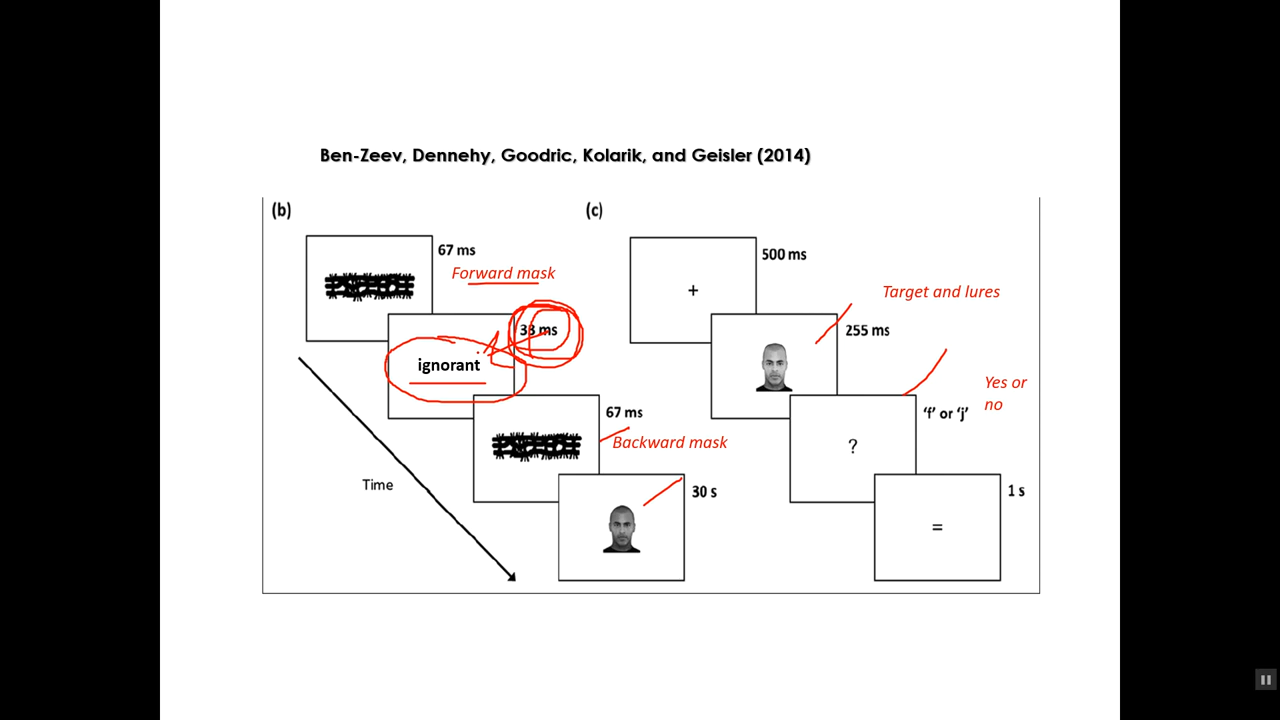 Ben-Zeev, Dennehy, Goodric, Kolarik, and Geisler (2014)
(b)
67 ms
Forward mask
33 ms
ignorant
67 ms
Backward mask
30 s
Time
(c)
500 ms
+
Target and lures
255 ms
Yes or
no
‘f’ or ‘j’
?
1 s
=